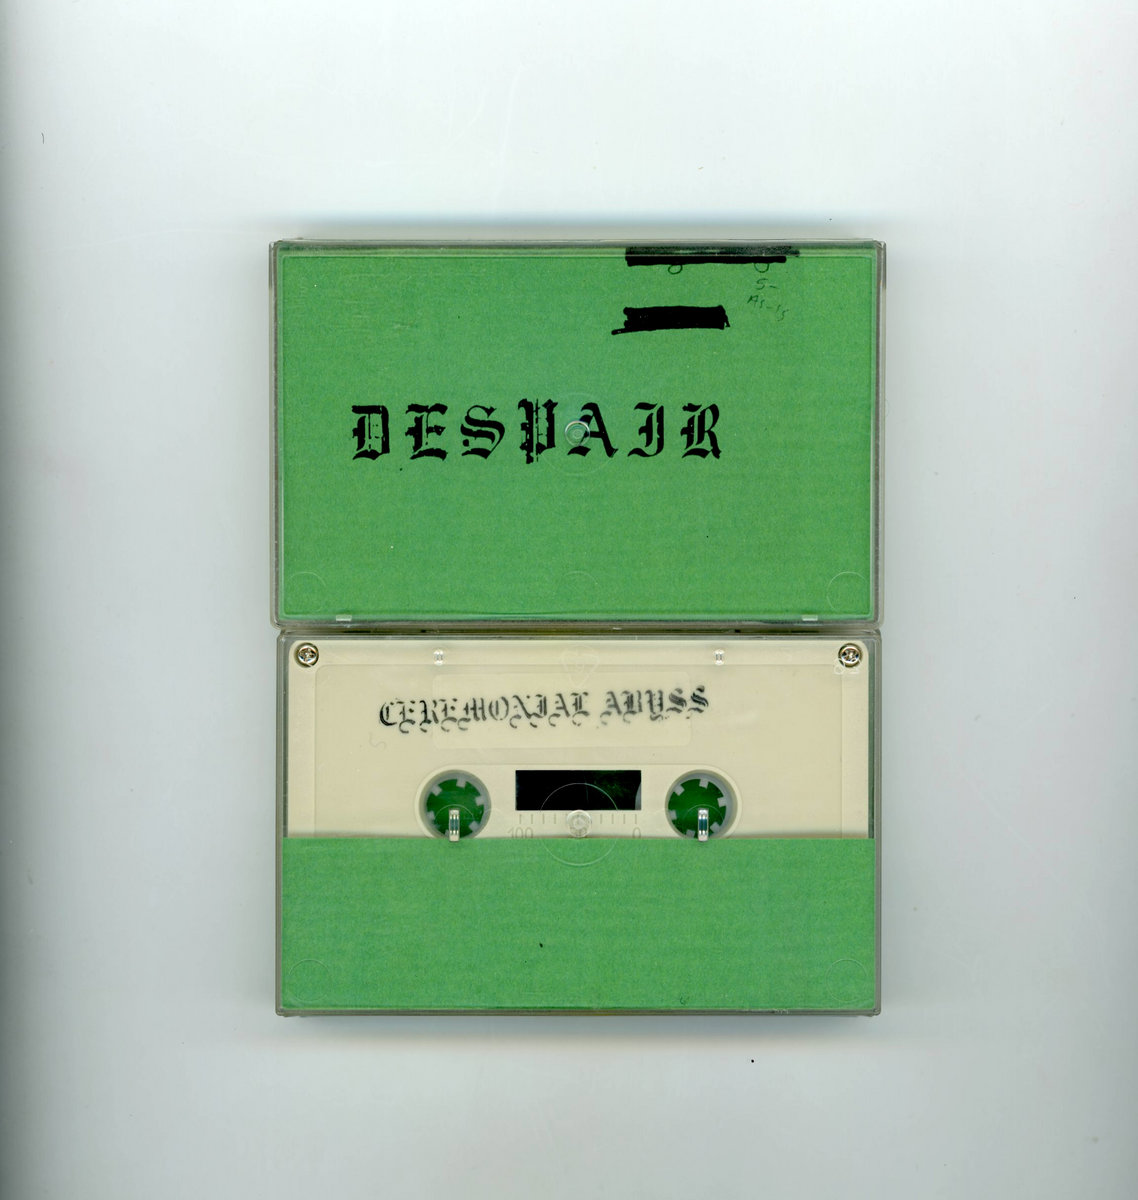 DESPAIR
CEREMONIAL ABYSS
100 0